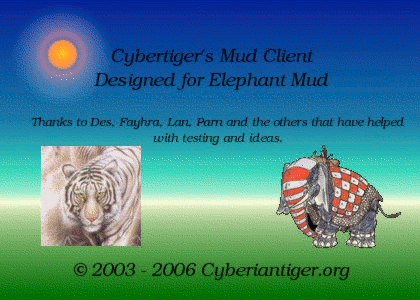 Cybertiger's Mud Client
Designed for Elephant Mud
Thanks to Des, Fayhra, Lan, Parn and the others that have helped
with testing and ideas.
© 2003 - 2006 Cyberiantiger.org